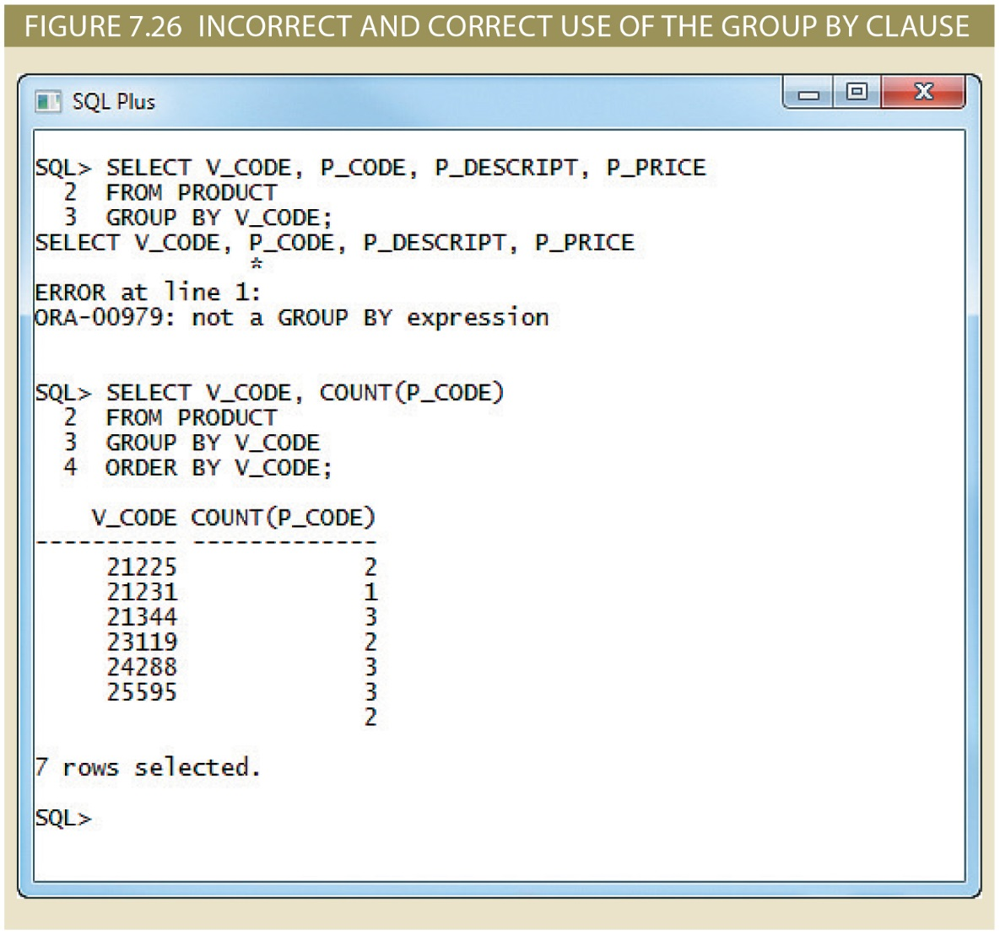 FIGURE 7.26 INCORRECT AND CORRECT USE OF THE GROUP BY CLAUSE
SQL Plus
SQL> SELECT V_CODE, P_CODE, P_DESCRIPT, P_PRICE
2 FROM PRODUCT
3 GROUP BY V_CODE;
SELECT V_CODE, P_CODE, P_DESCRIPT, P_PRICE
*
ERROR at line 1:
ORA-00979: not a GROUP BY expression
SQL> SELECT V_CODE, COUNT(P_CODE)
2 FROM PRODUCT
3 GROUP BY V_CODE
4 ORDER BY V_CODE;
V_CODE COUNT(P_CODE)
---------- -------------
21225 2
21231 1
21344 3
23119 2
24288 3
25595 3
2
7 rows selected.
SQL>